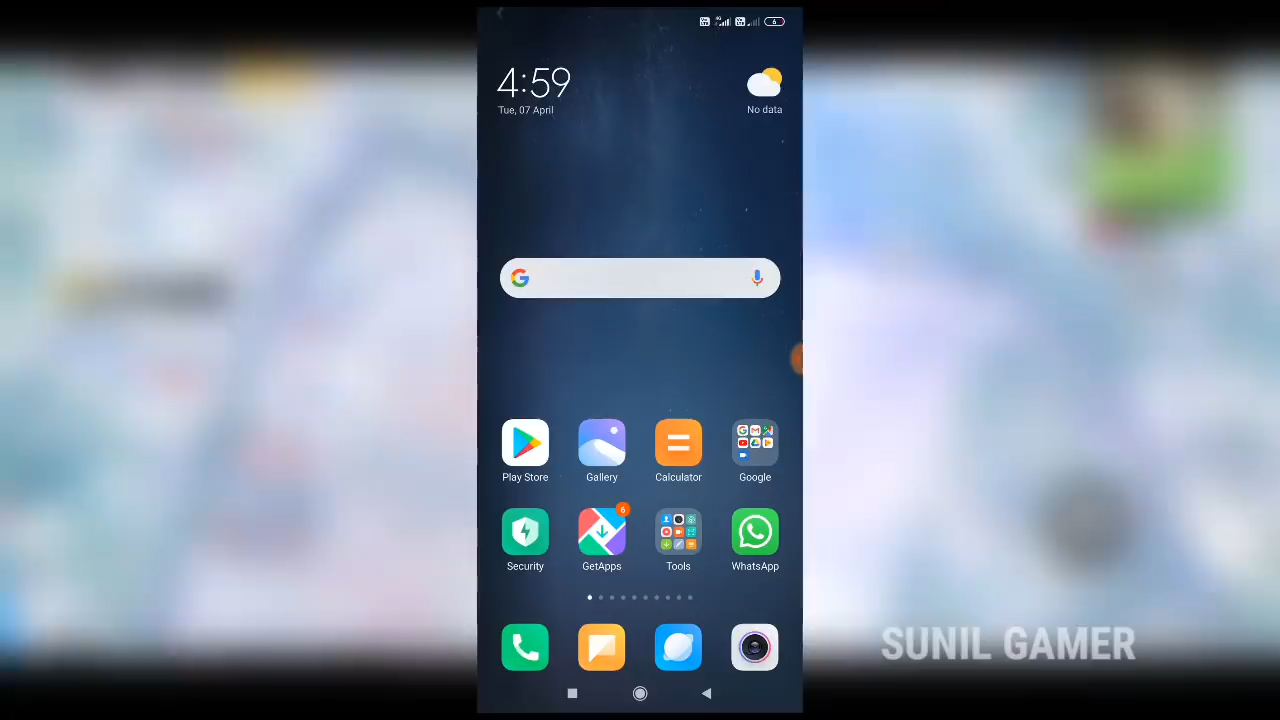 6
4:59
Tue, 07 April
No data
Play Store
Gallery
Calculator
Google
6
Security
GetApps
Tools
WhatsApp
SUNIL GAMER